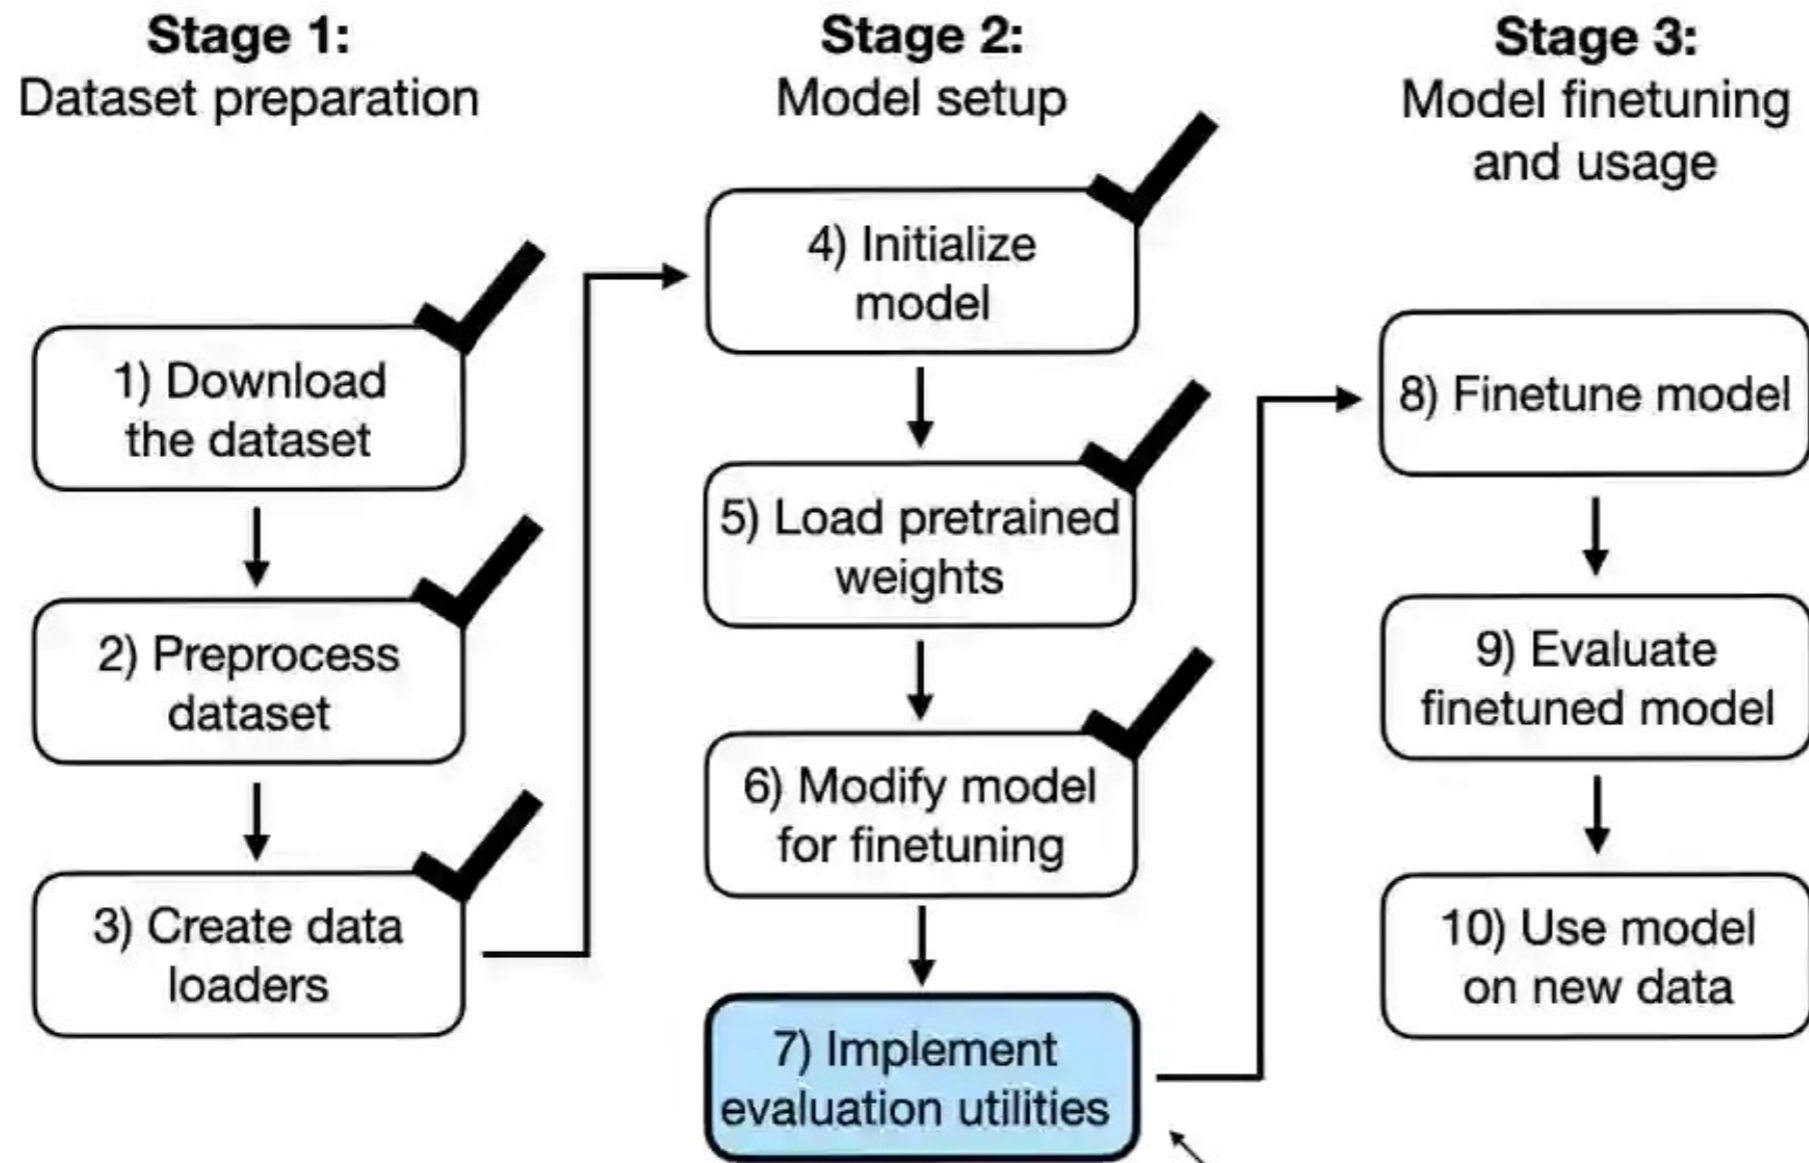 Stage 1:
Dataset preparation
1) Download
the dataset
2) Preprocess
dataset
3) Create data
loaders
Stage 2:
Model setup
4) Initialize
model
5) Load pretrained
weights
6) Modify model
for finetuning
7) Implement
evaluation utilities
Stage 3:
Model finetuning
and usage
8) Finetune model
9) Evaluate
finetuned model
10) Use model
on new data